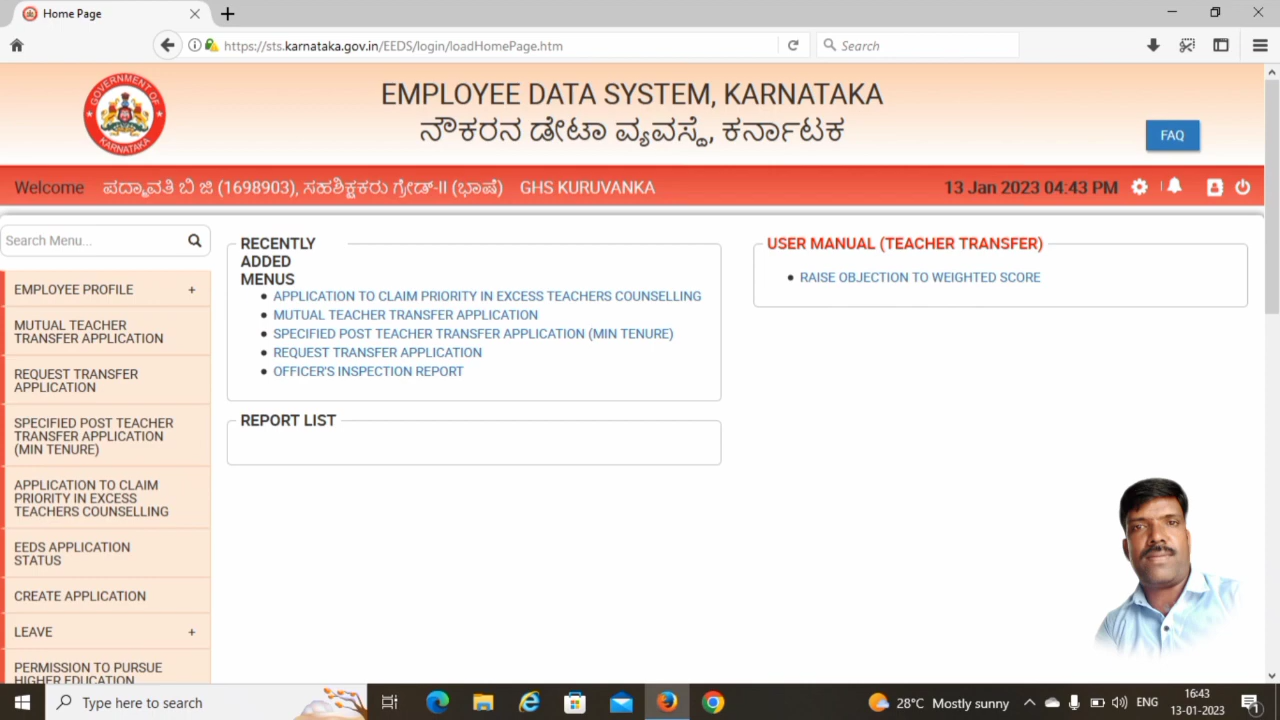 Home Page
https://sts.karnataka.gov.in/EEDS/login/loadHomePage.htm
Search
GOVERNMENT OF
KARNATAKA
EMPLOYEE DATA SYSTEM, KARNATAKA
ನೌಕರನ ಡೇಟಾ ವ್ಯವಸ್ಥೆ, ಕರ್ನಾಟಕ
FAQ
Welcome ಪದ್ಮಾವತಿ ಬಿ ಜಿ (1698903), ಸಹಶಿಕ್ಷಕರು ಗ್ರೇಡ್-II (ಭಾಷೆ) GHS KURUVANKA
13 Jan 2023 04:43 PM
Search Menu...
EMPLOYEE PROFILE +
MUTUAL TEACHER
TRANSFER APPLICATION
REQUEST TRANSFER
APPLICATION
SPECIFIED POST TEACHER
TRANSFER APPLICATION
(MIN TENURE)
APPLICATION TO CLAIM
PRIORITY IN EXCESS
TEACHERS COUNSELLING
EEDS APPLICATION
STATUS
CREATE APPLICATION
LEAVE +
PERMISSION TO PURSUE
HIGHER EDUCATION
RECENTLY
ADDED
MENUS
APPLICATION TO CLAIM PRIORITY IN EXCESS TEACHERS COUNSELLING
MUTUAL TEACHER TRANSFER APPLICATION
SPECIFIED POST TEACHER TRANSFER APPLICATION (MIN TENURE)
REQUEST TRANSFER APPLICATION
OFFICER'S INSPECTION REPORT
REPORT LIST
USER MANUAL (TEACHER TRANSFER)
RAISE OBJECTION TO WEIGHTED SCORE
Type here to search
28°C Mostly sunny
ENG
16:43
13-01-2023
1